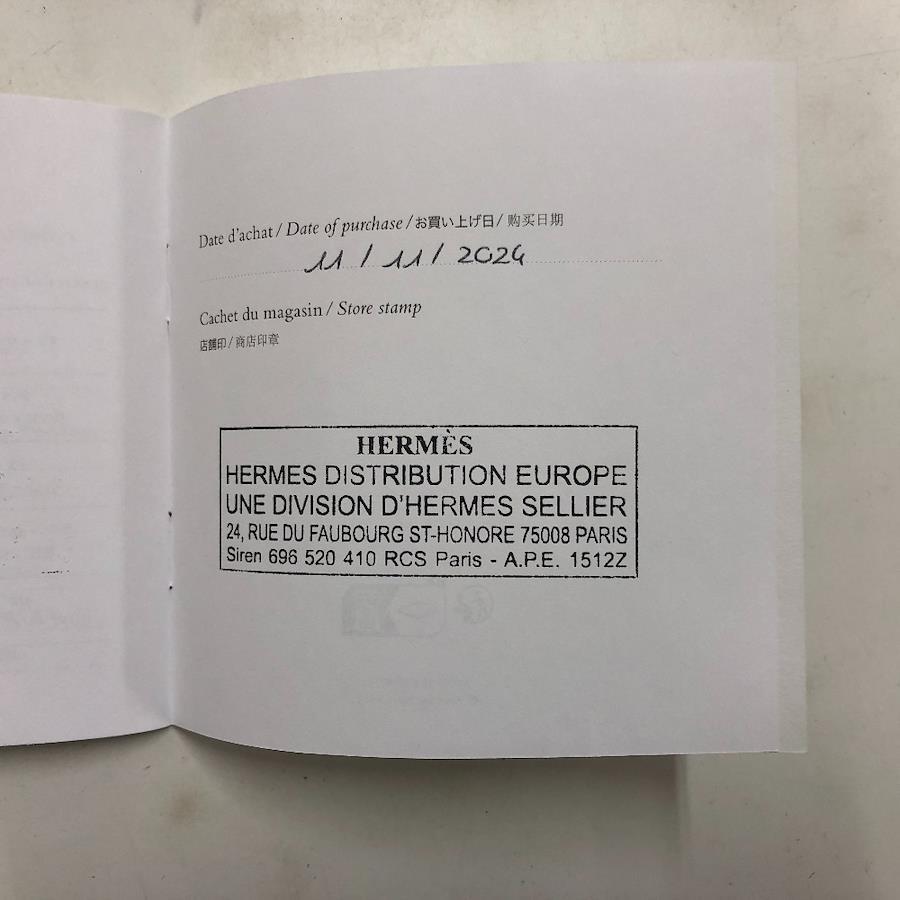 Date d'achat / Date of purchase / お買い上げ日 / 购买日期
11 / 11 / 2024
Cachet du magasin / Store stamp
店舗印 / 商店印章
HERMÈS
HERMES DISTRIBUTION EUROPE
UNE DIVISION D'HERMES SELLIER
24, RUE DU FAUBOURG ST-HONORE 75008 PARIS
Siren 696 520 410 RCS Paris - A.P.E. 1512Z